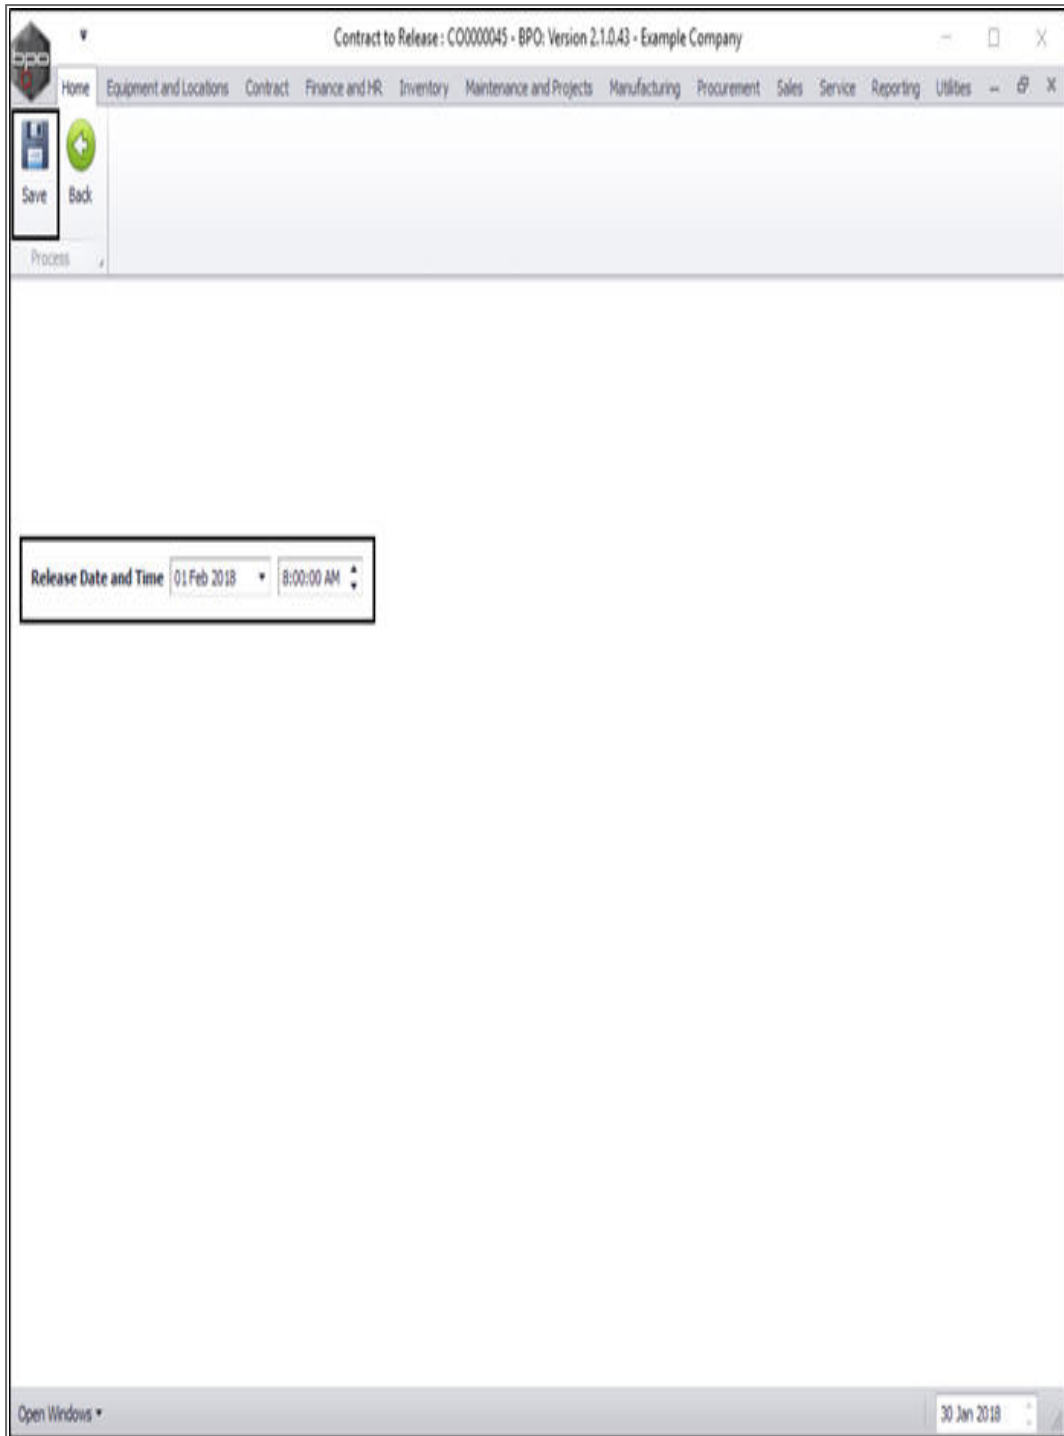 Contract to Release : CO0000045 - BPO: Version 2.1.0.43 - Example Company
bpo
Home Equipment and Locations Contract Finance and HR Inventory Maintenance and Projects Manufacturing Procurement Sales Service Reporting Utilities
Save Back
Process
Release Date and Time 01 Feb 2018 8:00:00 AM
Open Windows 30 Jan 2018